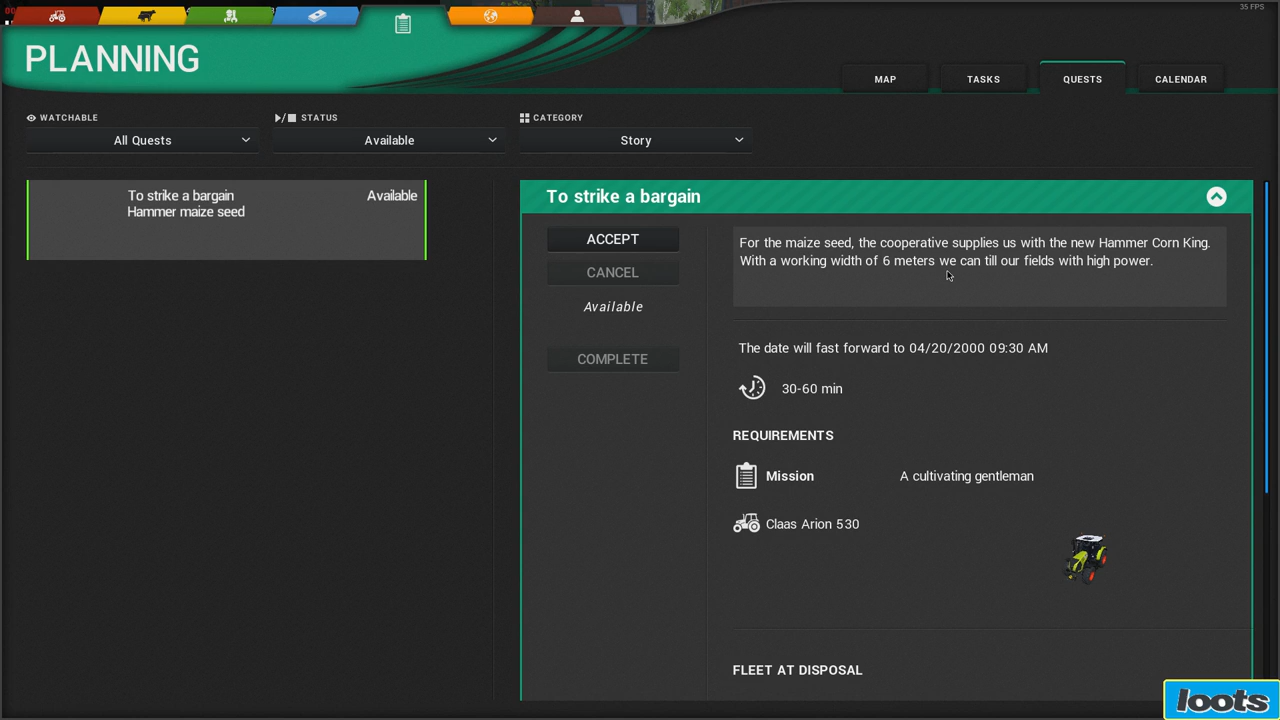 35 FPS
PLANNING
MAP
TASKS
QUESTS
CALENDAR
WATCHABLE
STATUS
CATEGORY
All Quests
Available
Story
To strike a bargain
Available
Hammer maize seed
To strike a bargain
ACCEPT
CANCEL
Available
COMPLETE
For the maize seed, the cooperative supplies us with the new Hammer Corn King.
With a working width of 6 meters we can till our fields with high power.
The date will fast forward to 04/20/2000 09:30 AM
30-60 min
REQUIREMENTS
Mission
A cultivating gentleman
Claas Arion 530
FLEET AT DISPOSAL
loots